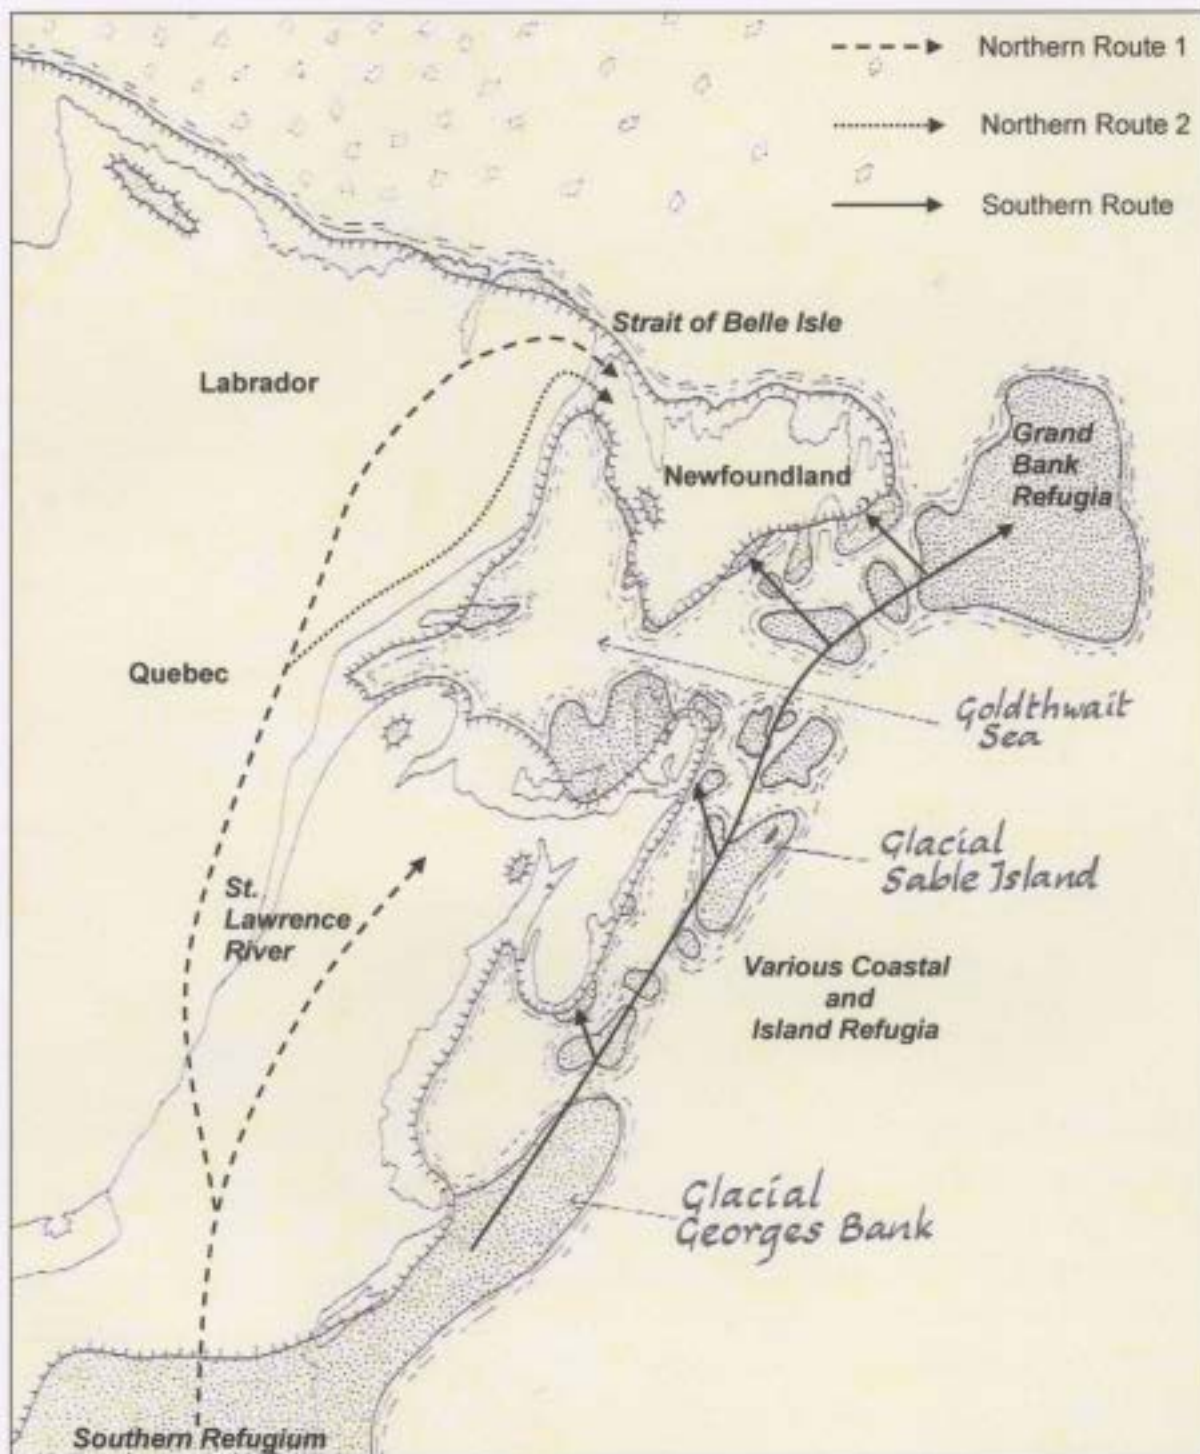 Northern Route 1
Northern Route 2
Southern Route
Strait of Belle Isle
Labrador
Grand
Bank
Refugia
Newfoundland
Quebec
Goldthwait
Sea
Glacial
Sable Island
St.
Lawrence
River
Various Coastal
and
Island Refugia
Glacial
Georges Bank
Southern Refugium